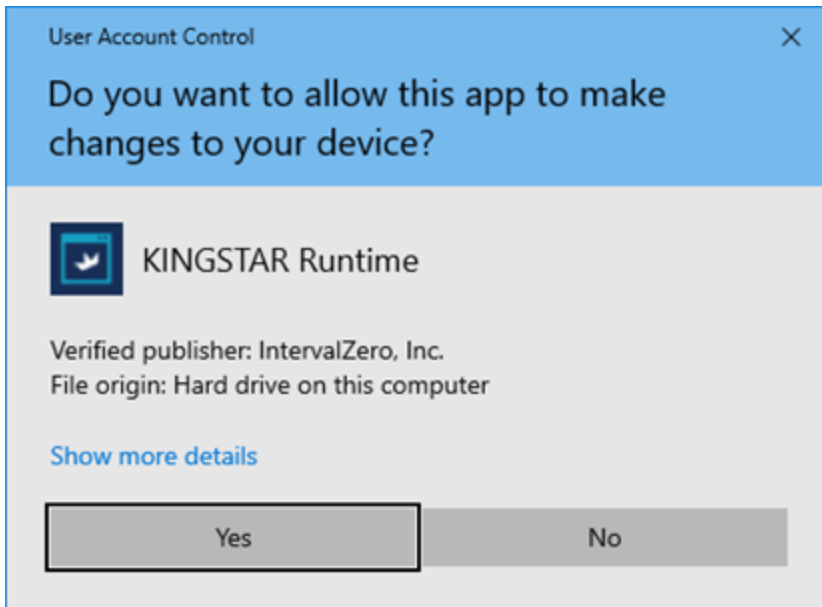 User Account Control
Do you want to allow this app to make
changes to your device?
KINGSTAR Runtime
Verified publisher: IntervalZero, Inc.
File origin: Hard drive on this computer
Show more details
Yes
No